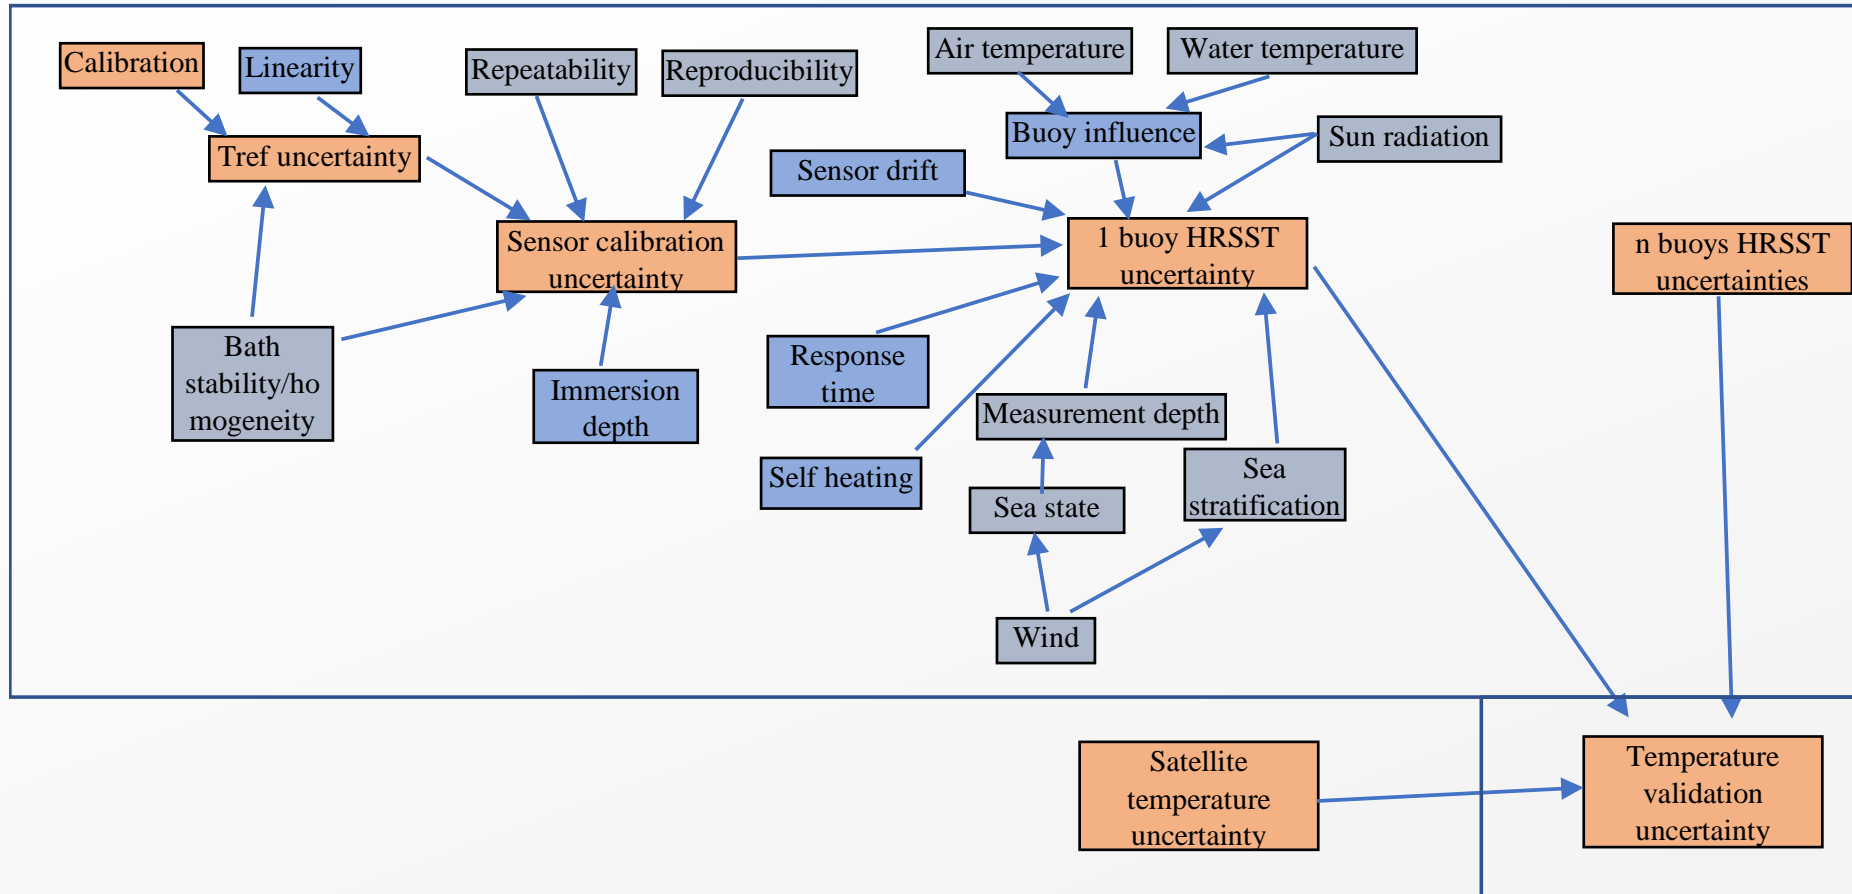 Calibration
Linearity
Repeatability
Reproducibility
Air temperature
Water temperature
Tref uncertainty
Buoy influence
Sun radiation
Sensor drift
Sensor calibration
uncertainty
1 buoy HRSST
uncertainty
n buoys HRSST
uncertainties
Bath
stability/ho
mogeneity
Immersion
depth
Response
time
Measurement depth
Self heating
Sea state
Sea
stratification
Wind
Satellite
temperature
uncertainty
Temperature
validation
uncertainty